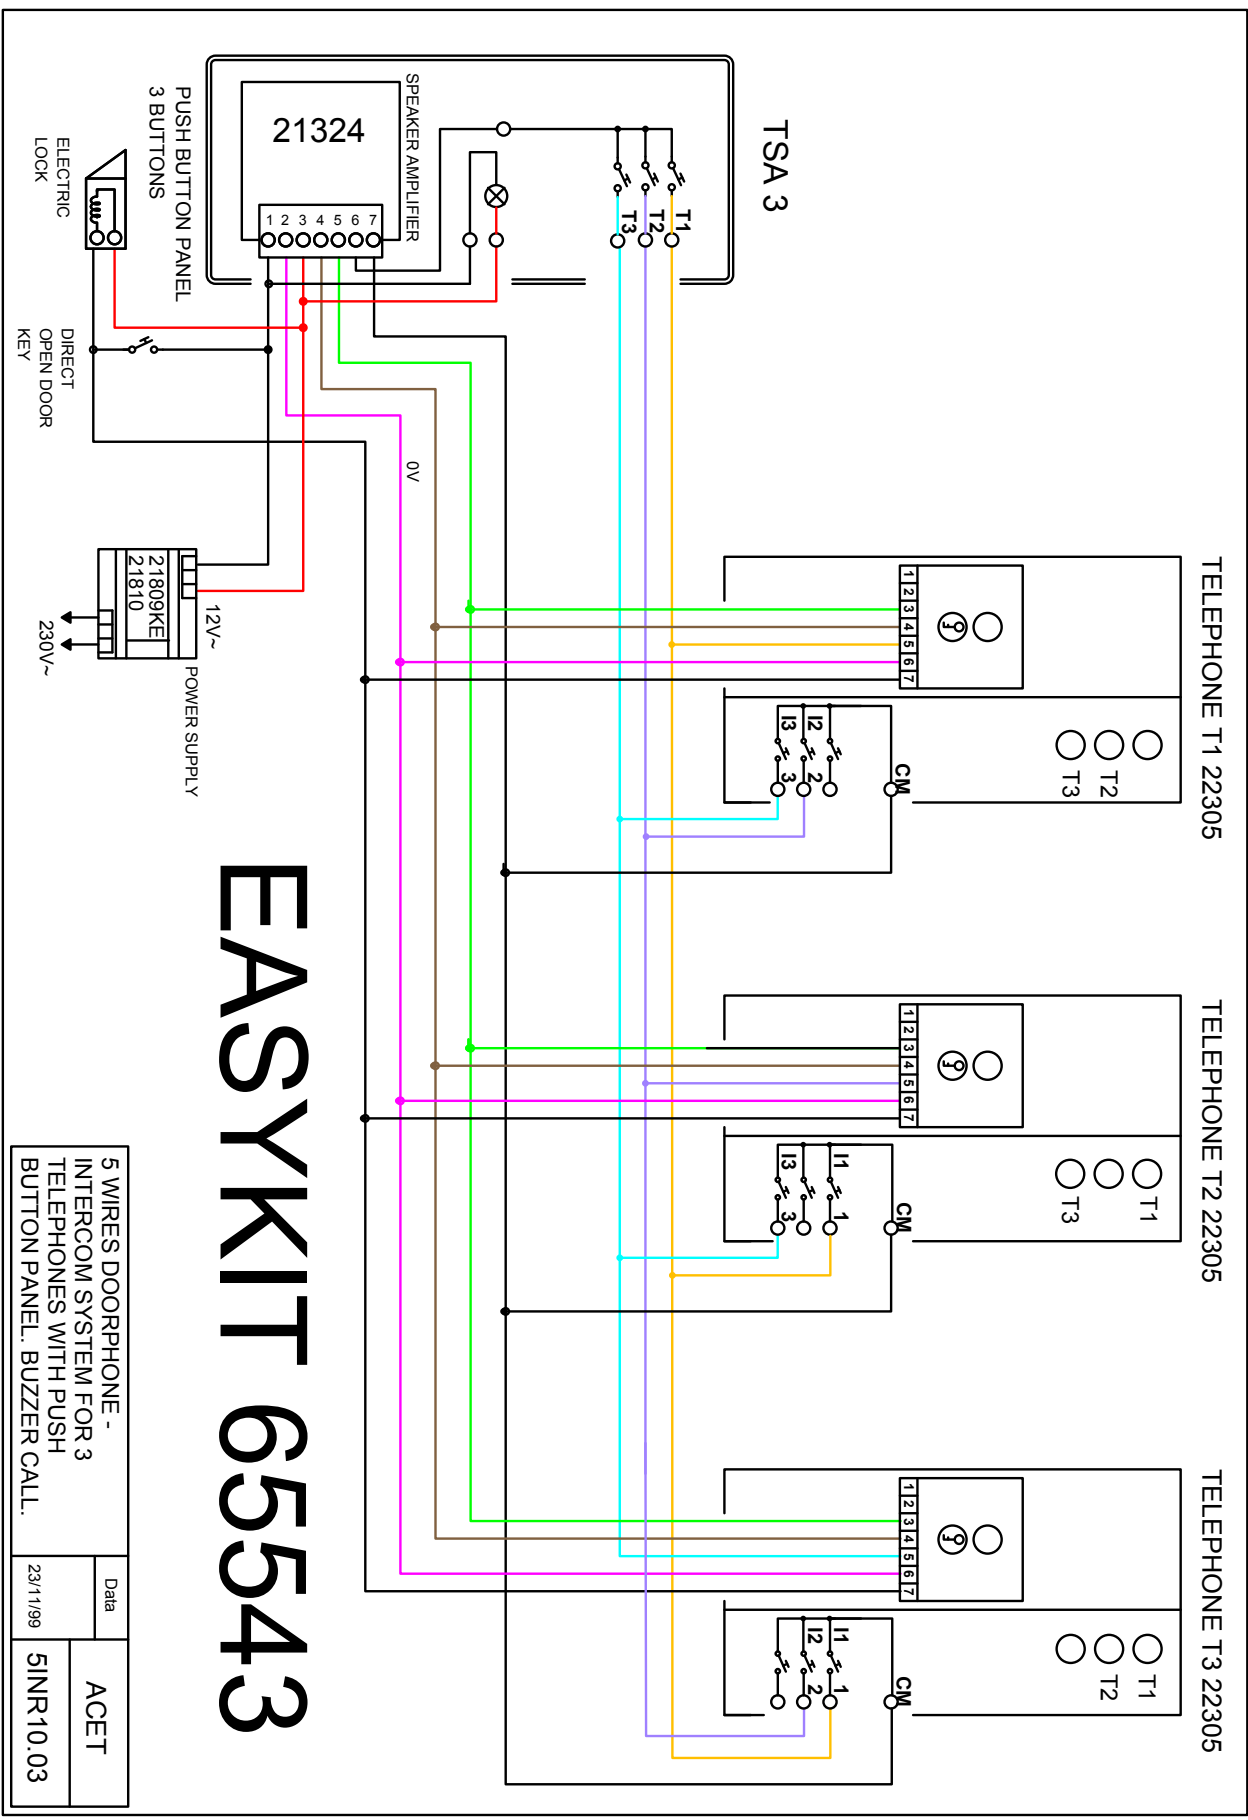 TELEPHONE T1 22305
TELEPHONE T2 22305
TELEPHONE T3 22305
TSA 3
T1
T2
T3
SPEAKER AMPLIFIER
21324
1 2 3 4 5 6 7
PUSH BUTTON PANEL
3 BUTTONS
ELECTRIC
LOCK
DIRECT
OPEN DOOR
KEY
0V
12V~
POWER SUPPLY
21809KE
21810
230V~
1 2 3 4 5 6 7
I2
I3
2
3
CM
T2
T3
1 2 3 4 5 6 7
I1
I3
1
3
CM
T1
T3
1 2 3 4 5 6 7
I1
I2
1
2
CM
T1
T2
EASYKIT 65543
5 WIRES DOORPHONE -
INTERCOM SYSTEM FOR 3
TELEPHONES WITH PUSH
BUTTON PANEL. BUZZER CALL.
Data
23/11/99
ACET
5INR10.03